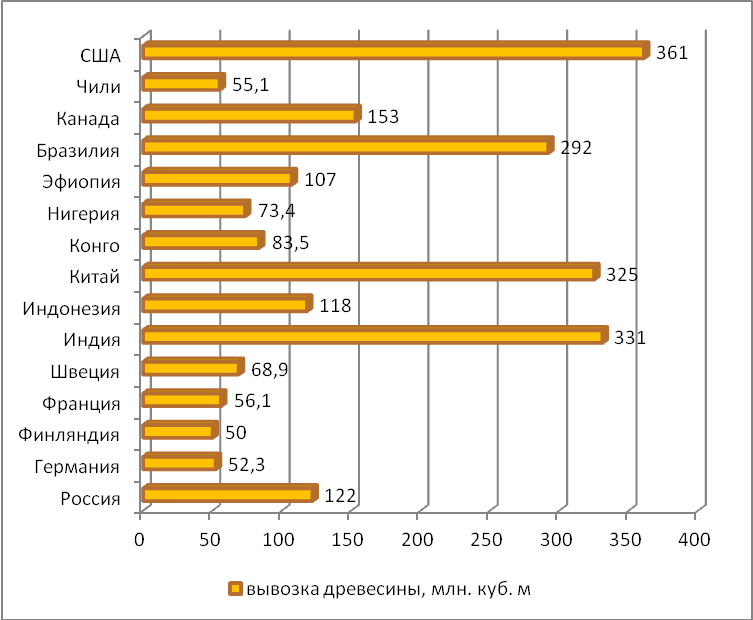 США 361
Чили 55,1
Канада 153
Бразилия 292
Эфиопия 107
Нигерия 73,4
Конго 83,5
Китай 325
Индонезия 118
Индия 331
Швеция 68,9
Франция 56,1
Финляндия 50
Германия 52,3
Россия 122
0 50 100 150 200 250 300 350 400
вывозка древесины, млн. куб. м